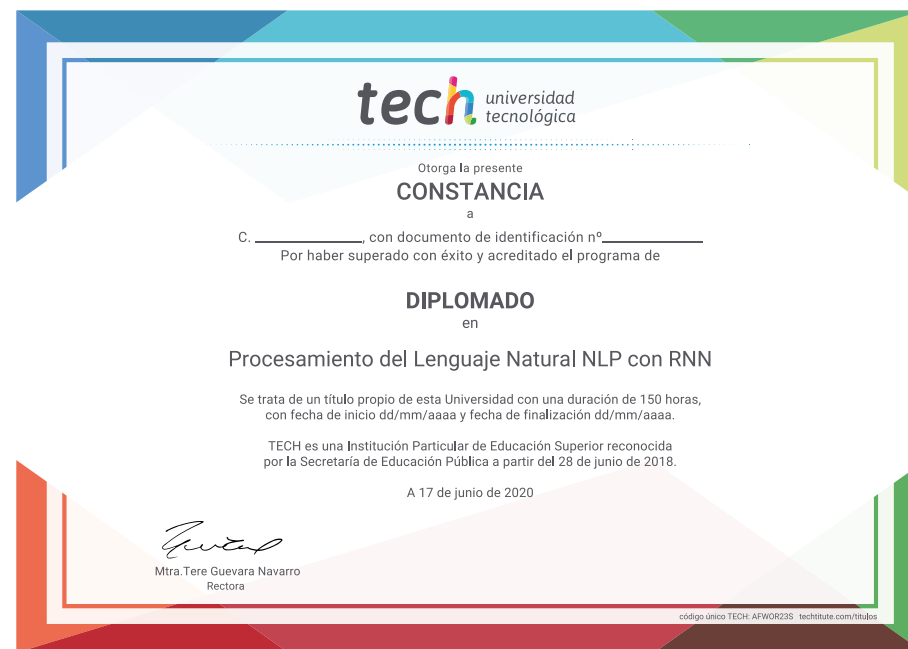 tech universidad
tecnológica
Otorga la presente
CONSTANCIA
a
C. ____________, con documento de identificación nº____________
Por haber superado con éxito y acreditado el programa de
DIPLOMADO
en
Procesamiento del Lenguaje Natural NLP con RNN
Se trata de un título propio de esta Universidad con una duración de 150 horas,
con fecha de inicio dd/mm/aaaa y fecha de finalización dd/mm/aaaa.
TECH es una Institución Particular de Educación Superior reconocida
por la Secretaría de Educación Pública a partir del 28 de junio de 2018.
A 17 de junio de 2020
Mtra.Tere Guevara Navarro
Rectora
código único TECH: AFWOR23S techtitute.com/titulos